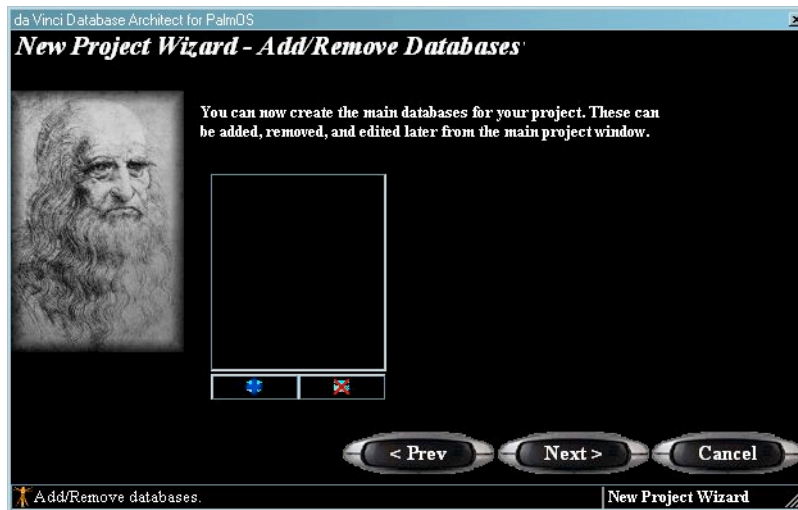 da Vinci Database Architect for PalmOS
New Project Wizard - Add/Remove Databases
You can now create the main databases for your project. These can
be added, removed, and edited later from the main project window.
< Prev
Next >
Cancel
Add/Remove databases.
New Project Wizard